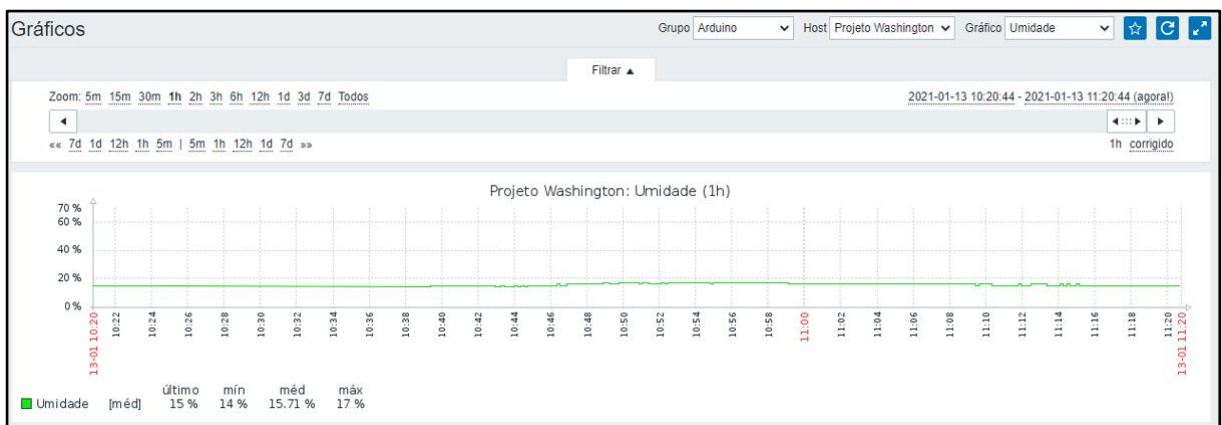 Gráficos
Grupo Arduino Host Projeto Washington Gráfico Umidade
Filtrar ▲
Zoom: 5m 15m 30m 1h 2h 3h 6h 12h 1d 3d 7d Todos
2021-01-13 10:20:44 - 2021-01-13 11:20:44 (agora!)
«« 7d 1d 12h 1h 5m | 5m 1h 12h 1d 7d »»
1h corrigido
Projeto Washington: Umidade (1h)
70 %
60 %
40 %
20 %
0 %
13-01 10:20 10:22 10:24 10:26 10:28 10:30 10:32 10:34 10:36 10:38 10:40 10:42 10:44 10:46 10:48 10:50 10:52 10:54 10:56 10:58 11:00 11:02 11:04 11:06 11:08 11:10 11:12 11:14 11:16 11:18 11:20 13-01 11:20
último mín méd máx
Umidade [méd] 15 % 14 % 15.71 % 17 %